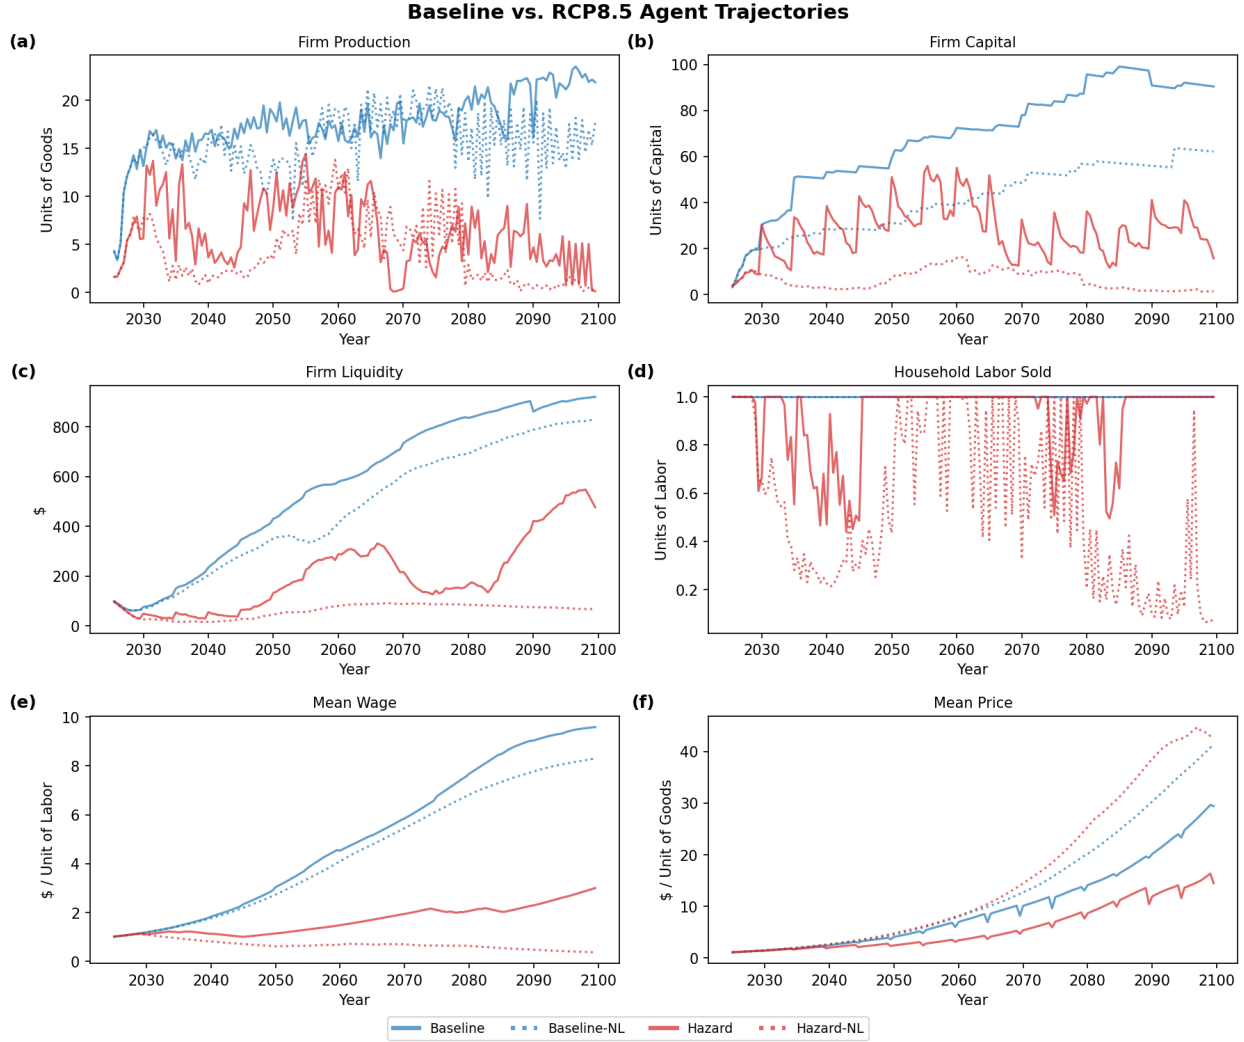 Baseline vs. RCP8.5 Agent Trajectories
(a)
Firm Production
Units of Goods
20
15
10
5
0
2030 2040 2050 2060 2070 2080 2090 2100
Year
(b)
Firm Capital
Units of Capital
100
80
60
40
20
0
2030 2040 2050 2060 2070 2080 2090 2100
Year
(c)
Firm Liquidity
$
800
600
400
200
0
2030 2040 2050 2060 2070 2080 2090 2100
Year
(d)
Household Labor Sold
Units of Labor
1.0
0.8
0.6
0.4
0.2
2030 2040 2050 2060 2070 2080 2090 2100
Year
(e)
Mean Wage
$ / Unit of Labor
10
8
6
4
2
0
2030 2040 2050 2060 2070 2080 2090 2100
Year
(f)
Mean Price
$ / Unit of Goods
40
30
20
10
0
2030 2040 2050 2060 2070 2080 2090 2100
Year
Baseline Baseline-NL Hazard Hazard-NL